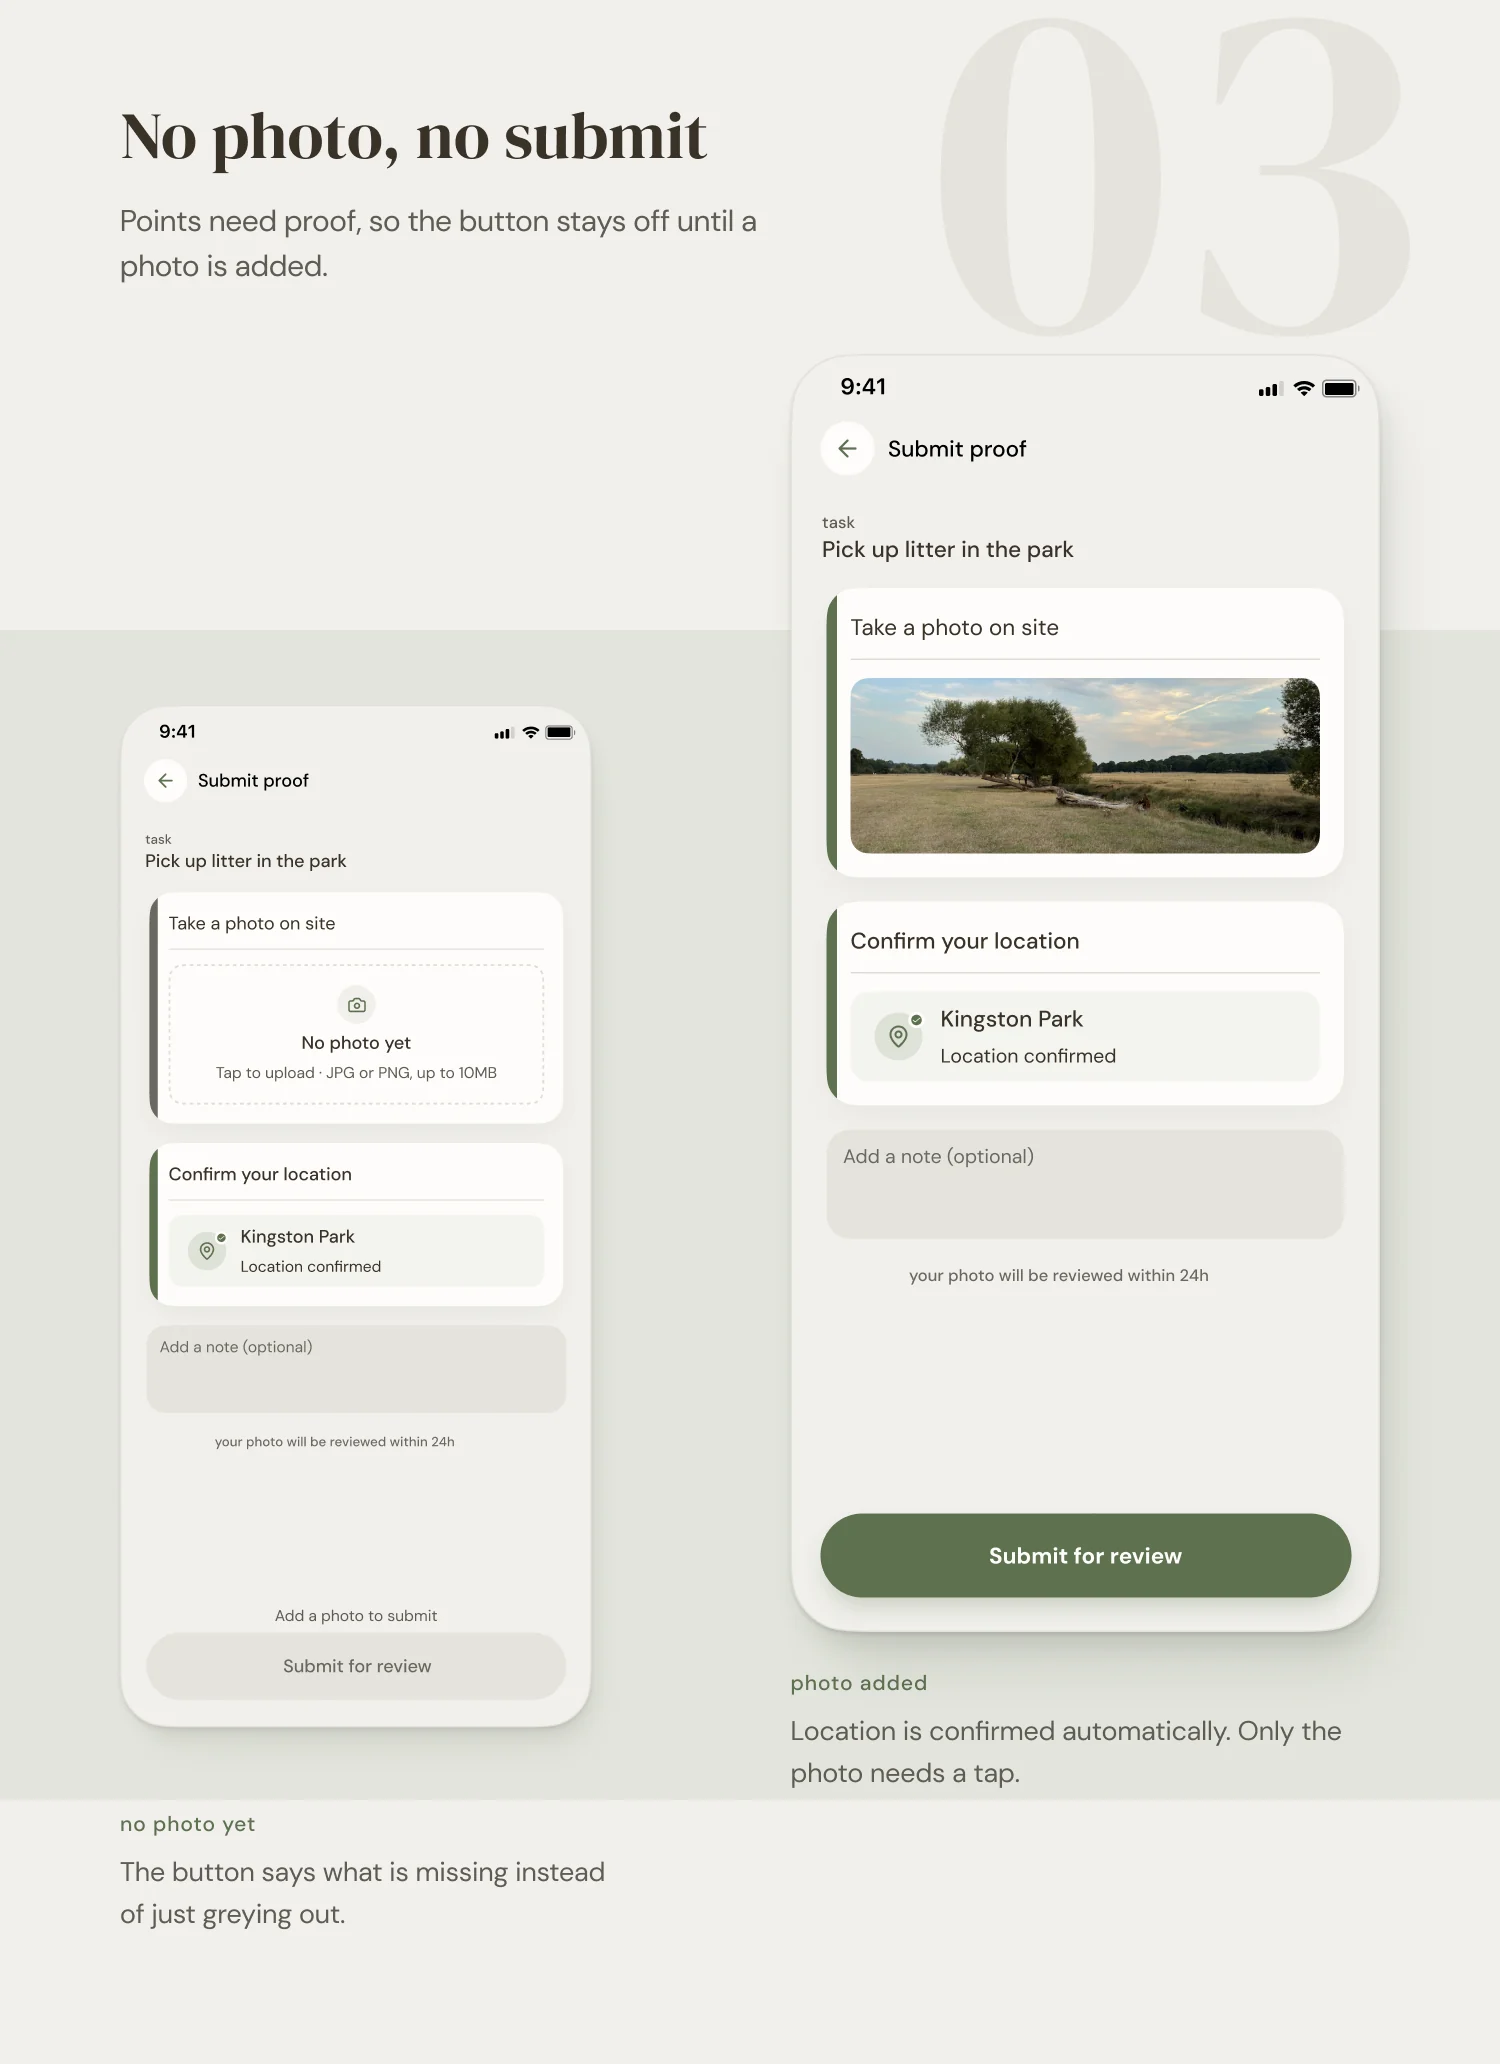 03
No photo, no submit
Points need proof, so the button stays off until a
photo is added.
9:41
Submit proof
task
Pick up litter in the park
Take a photo on site
No photo yet
Tap to upload · JPG or PNG, up to 10MB
Confirm your location
Kingston Park
Location confirmed
Add a note (optional)
your photo will be reviewed within 24h
Add a photo to submit
Submit for review
no photo yet
The button says what is missing instead
of just greying out.
9:41
Submit proof
task
Pick up litter in the park
Take a photo on site
Confirm your location
Kingston Park
Location confirmed
Add a note (optional)
your photo will be reviewed within 24h
Submit for review
photo added
Location is confirmed automatically. Only the
photo needs a tap.